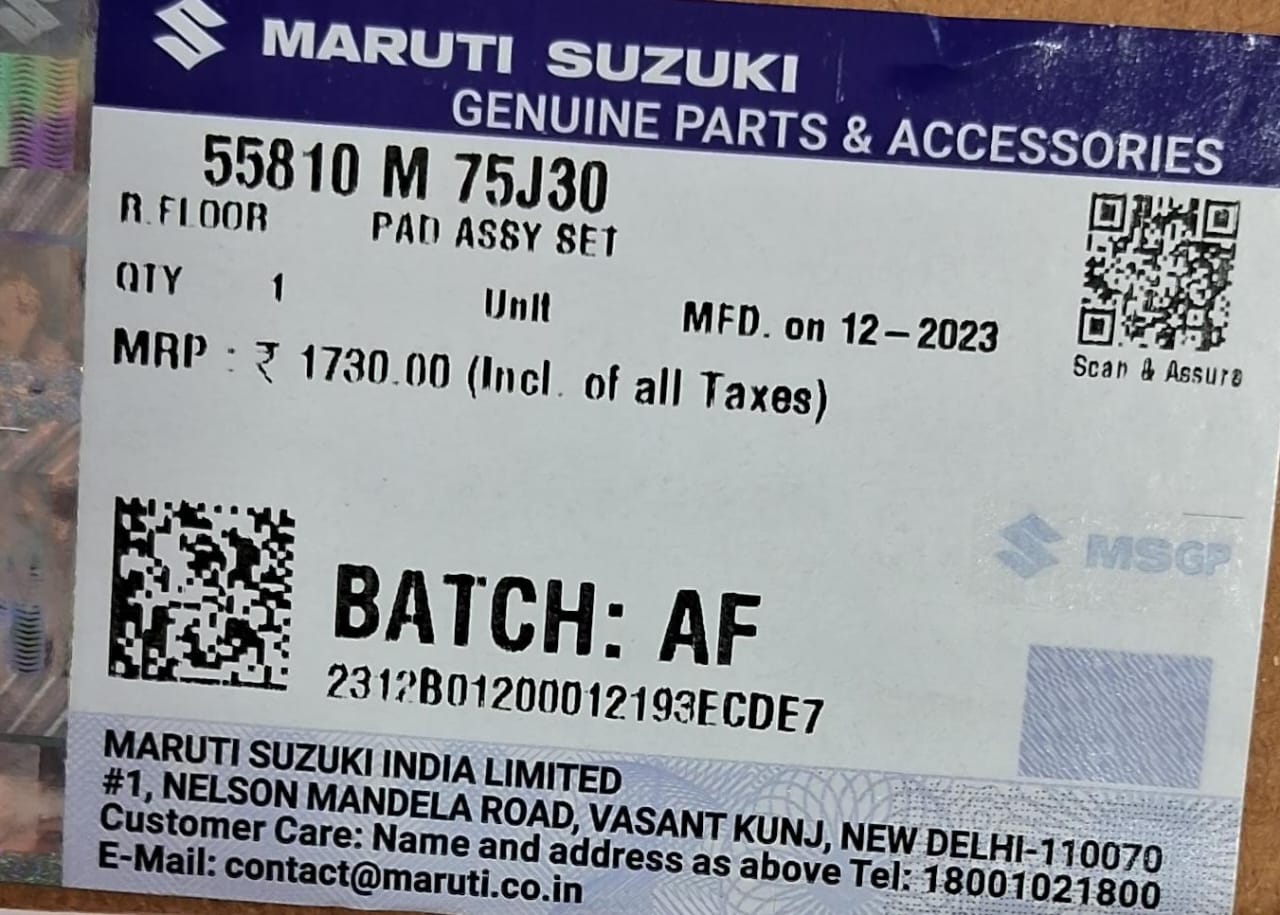 MARUTI SUZUKI
GENUINE PARTS & ACCESSORIES
55810 M 75J30
R.FLOOR PAD ASSY SET
QTY 1 Unit MFD. on 12-2023
Scan & Assure
MRP : ₹ 1730.00 (Incl. of all Taxes)
MSGP
BATCH: AF
2312B01200012193ECDE7
MARUTI SUZUKI INDIA LIMITED
#1, NELSON MANDELA ROAD, VASANT KUNJ, NEW DELHI-110070
Customer Care: Name and address as above Tel: 18001021800
E-Mail: contact@maruti.co.in